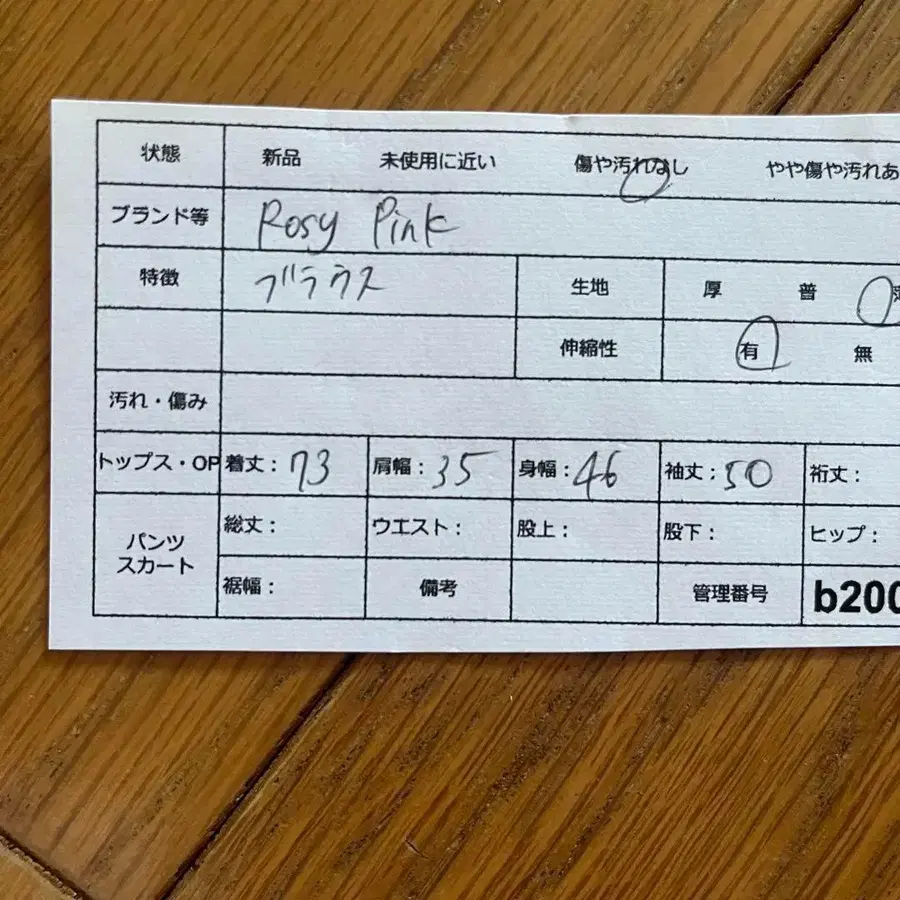 状態 新品 未使用に近い 傷や汚れなし やや傷や汚れあ
ブランド等 Rosy Pink
特徴 ブラウス 生地 厚 普
伸縮性 有 無
汚れ・傷み
トップス・OP 着丈：73 肩幅：35 身幅：46 袖丈：50 裄丈：
パンツ スカート 総丈： ウエスト： 股上： 股下： ヒップ：
裾幅： 備考 管理番号 b200